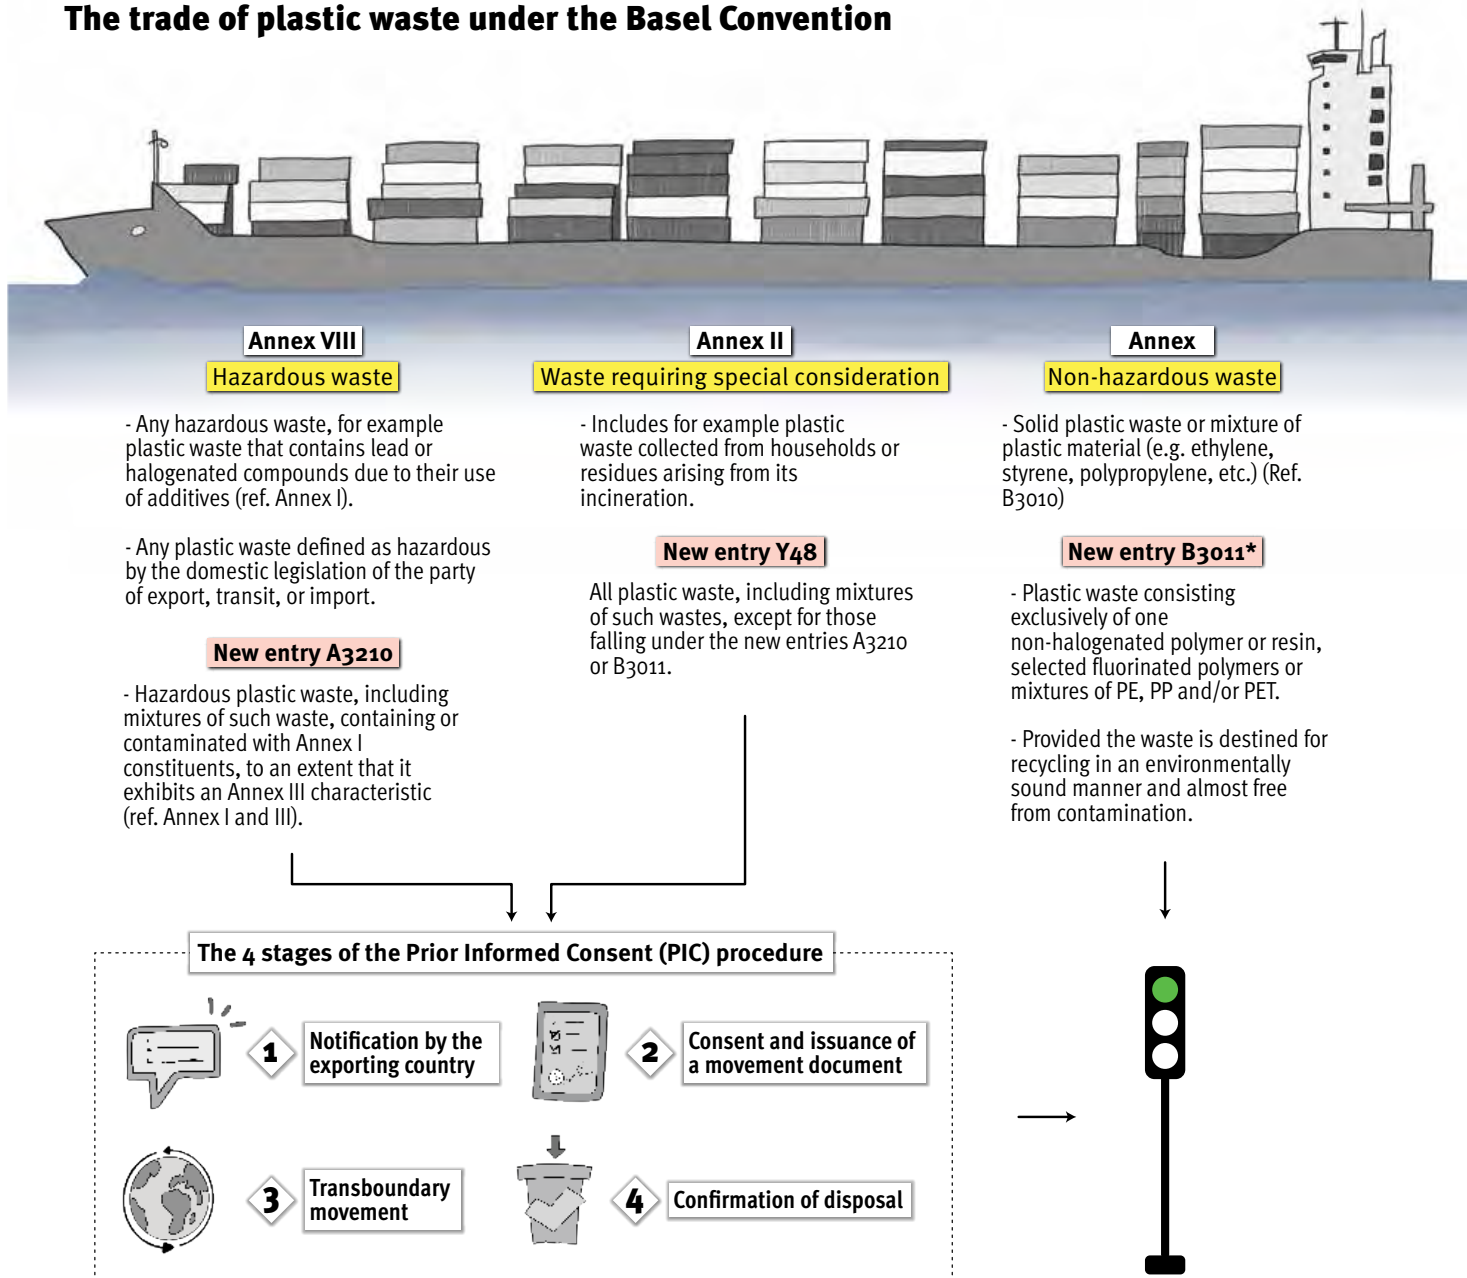 The trade of plastic waste under the Basel Convention
Annex VIII
Hazardous waste
- Any hazardous waste, for example
plastic waste that contains lead or
halogenated compounds due to their use
of additives (ref. Annex I).
- Any plastic waste defined as hazardous
by the domestic legislation of the party
of export, transit, or import.
New entry A3210
- Hazardous plastic waste, including
mixtures of such waste, containing or
contaminated with Annex I
constituents, to an extent that it
exhibits an Annex III characteristic
(ref. Annex I and III).
Annex II
Waste requiring special consideration
- Includes for example plastic
waste collected from households or
residues arising from its
incineration.
New entry Y48
All plastic waste, including mixtures
of such wastes, except for those
falling under the new entries A3210
or B3011.
Annex
Non-hazardous waste
- Solid plastic waste or mixture of
plastic material (e.g. ethylene,
styrene, polypropylene, etc.) (Ref.
B3010)
New entry B3011*
- Plastic waste consisting
exclusively of one
non-halogenated polymer or resin,
selected fluorinated polymers or
mixtures of PE, PP and/or PET.
- Provided the waste is destined for
recycling in an environmentally
sound manner and almost free
from contamination.
The 4 stages of the Prior Informed Consent (PIC) procedure
1
Notification by the
exporting country
2
Consent and issuance of
a movement document
3
Transboundary
movement
4
Confirmation of disposal